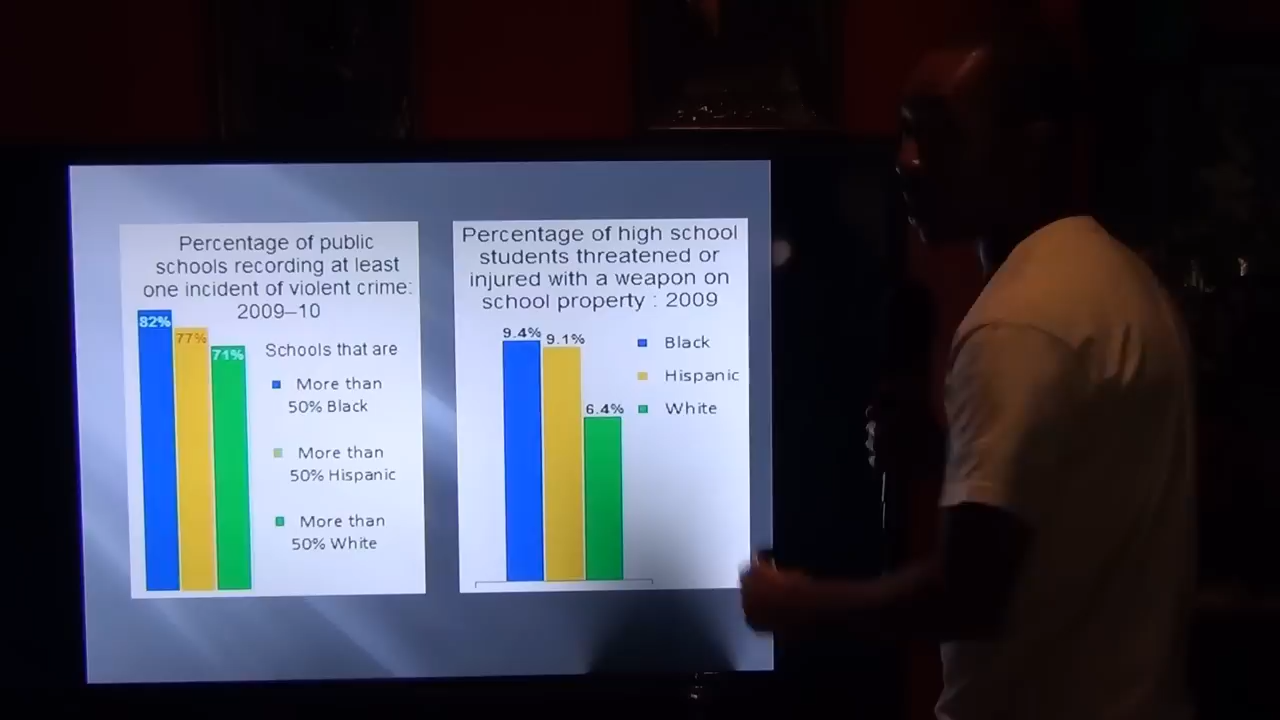 Percentage of public
schools recording at least
one incident of violent crime:
2009–10
82%
77%
71%
Schools that are
More than
50% Black
More than
50% Hispanic
More than
50% White
Percentage of high school
students threatened or
injured with a weapon on
school property : 2009
9.4%
9.1%
6.4%
Black
Hispanic
White